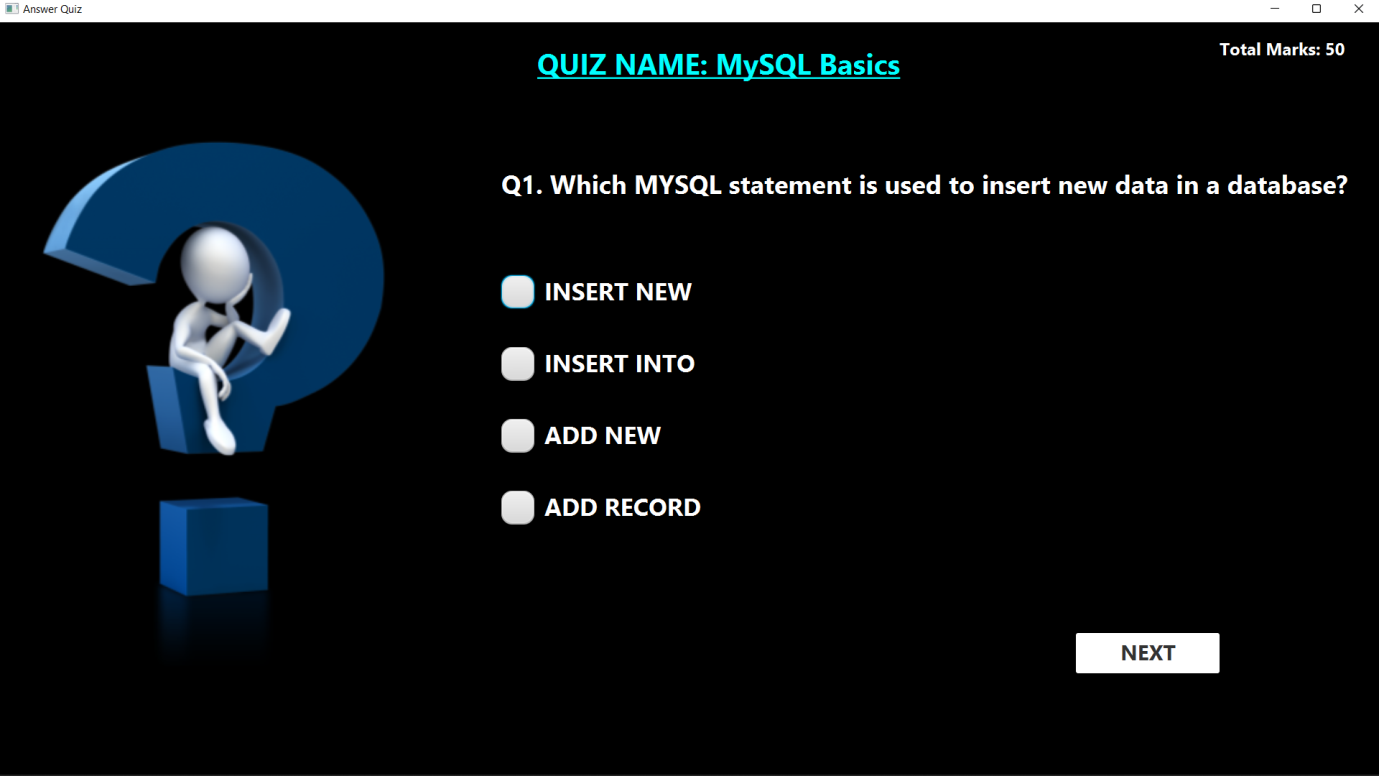 Answer Quiz
Total Marks: 50
QUIZ NAME: MySQL Basics
Q1. Which MYSQL statement is used to insert new data in a database?
INSERT NEW
INSERT INTO
ADD NEW
ADD RECORD
NEXT